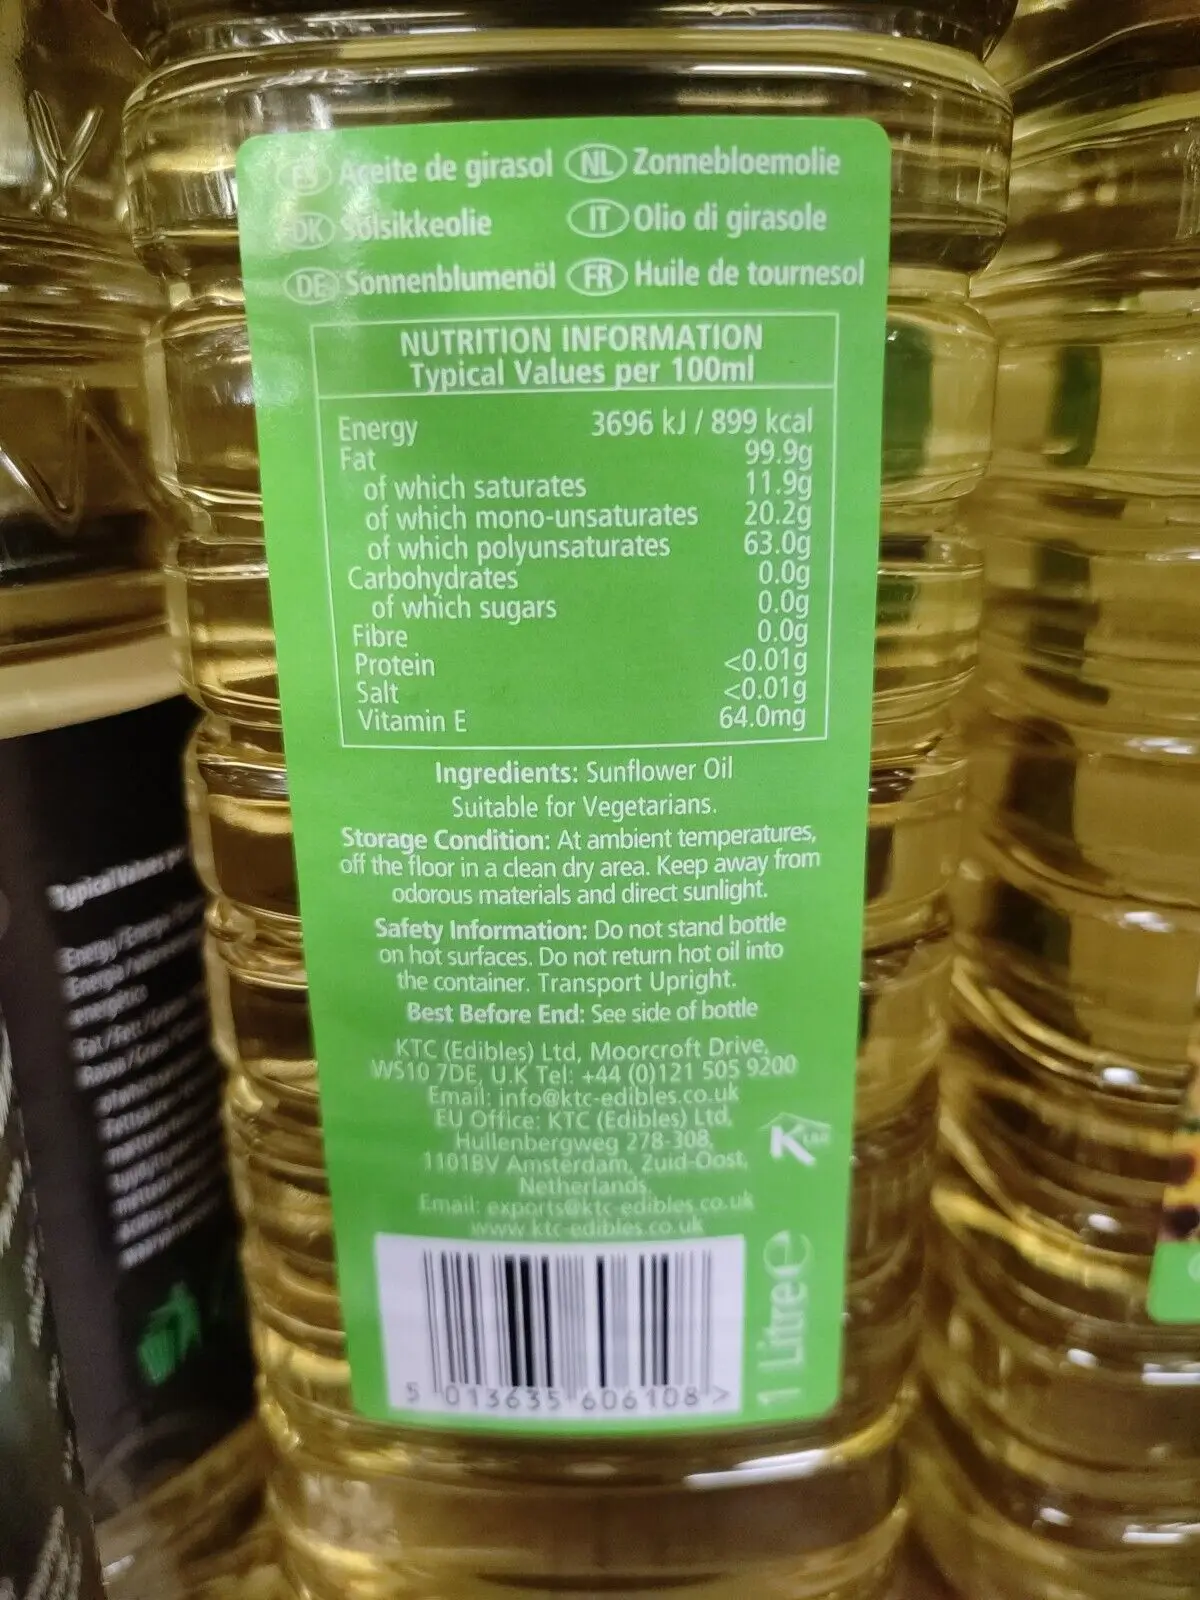 ES Aceite de girasol NL Zonnebloemolie
DK Solsikkeolie IT Olio di girasole
DE Sonnenblumenöl FR Huile de tournesol
NUTRITION INFORMATION
Typical Values per 100ml
Energy 3696 kJ / 899 kcal
Fat 99.9g
of which saturates 11.9g
of which mono-unsaturates 20.2g
of which polyunsaturates 63.0g
Carbohydrates 0.0g
of which sugars 0.0g
Fibre 0.0g
Protein <0.01g
Salt <0.01g
Vitamin E 64.0mg
Ingredients: Sunflower Oil
Suitable for Vegetarians.
Storage Condition: At ambient temperatures,
off the floor in a clean dry area. Keep away from
odorous materials and direct sunlight.
Safety Information: Do not stand bottle
on hot surfaces. Do not return hot oil into
the container. Transport Upright.
Best Before End: See side of bottle
KTC (Edibles) Ltd, Moorcroft Drive,
WS10 7DE, U.K Tel: +44 (0)121 505 9200
Email: info@ktc-edibles.co.uk
EU Office: KTC (Edibles) Ltd,
Hullenbergweg 278-308,
1101BV Amsterdam, Zuid-Oost,
Netherlands.
Email: exports@ktc-edibles.co.uk
www.ktc-edibles.co.uk
K
1 Litre e
5 013635 606108 >
Typical Values
Energy/Energi